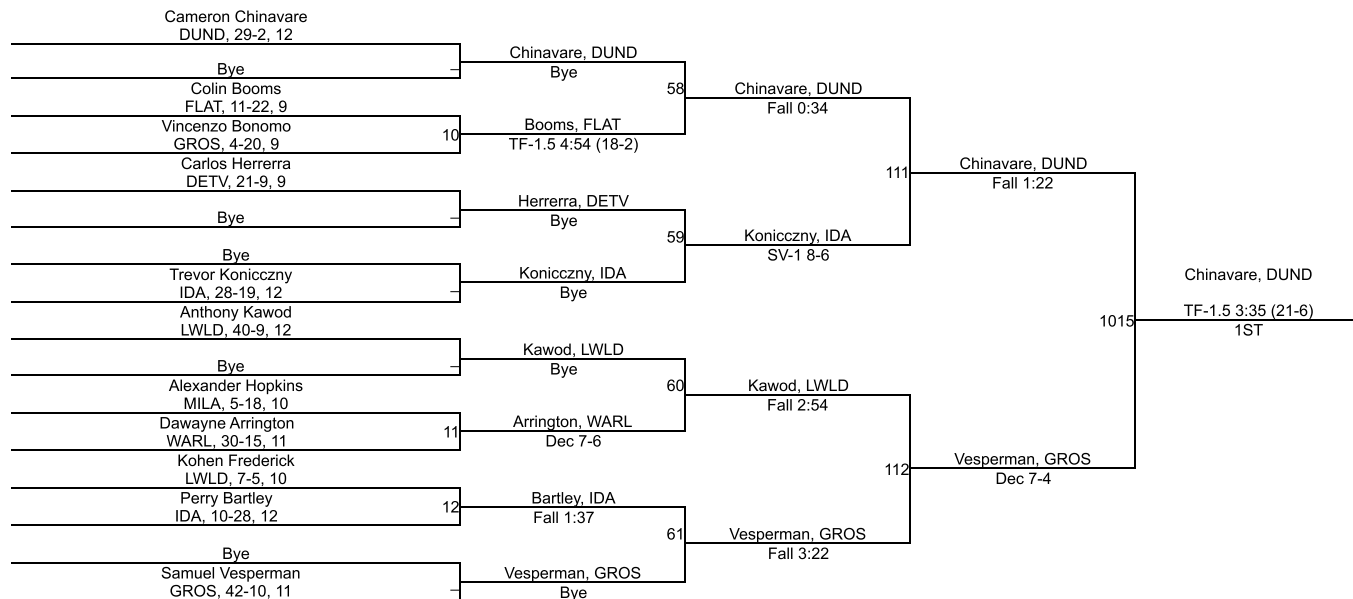 Cameron Chinavare
DUND, 29-2, 12
Bye
Colin Booms
FLAT, 11-22, 9
Vincenzo Bonomo
GROS, 4-20, 9
Carlos Herrerra
DETV, 21-9, 9
Bye
Bye
Trevor Konicczny
IDA, 28-19, 12
Anthony Kawod
LWLD, 40-9, 12
Bye
Alexander Hopkins
MILA, 5-18, 10
Dawayne Arrington
WARL, 30-15, 11
Kohen Frederick
LWLD, 7-5, 10
Perry Bartley
IDA, 10-28, 12
Bye
Samuel Vesperman
GROS, 42-10, 11
–
10
–
–
–
11
12
–
Chinavare, DUND
Bye
Booms, FLAT
TF-1.5 4:54 (18-2)
Herrerra, DETV
Bye
Konicczny, IDA
Bye
Kawod, LWLD
Bye
Arrington, WARL
Dec 7-6
Bartley, IDA
Fall 1:37
Vesperman, GROS
Bye
58
59
60
61
Chinavare, DUND
Fall 0:34
Konicczny, IDA
SV-1 8-6
Kawod, LWLD
Fall 2:54
Vesperman, GROS
Fall 3:22
111
112
Chinavare, DUND
Fall 1:22
Vesperman, GROS
Dec 7-4
1015
Chinavare, DUND
TF-1.5 3:35 (21-6)
1ST